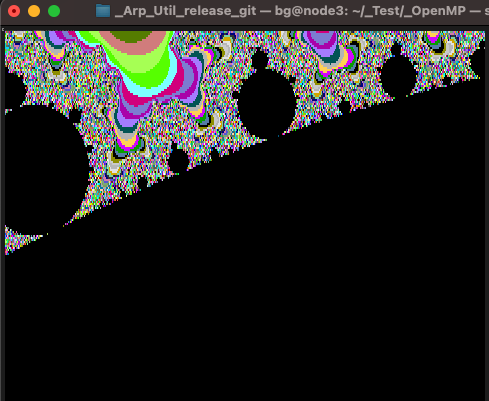 _Arp_Util_release_git — bg@node3: ~/_Test/_OpenMP — s